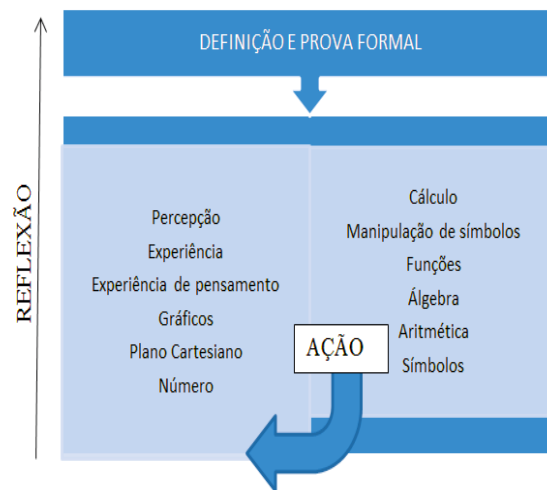 DEFINIÇÃO E PROVA FORMAL
REFLEXÃO
Percepção
Experiência
Experiência de pensamento
Gráficos
Plano Cartesiano
Número
Cálculo
Manipulação de símbolos
Funções
Álgebra
Aritmética
Símbolos
AÇÃO